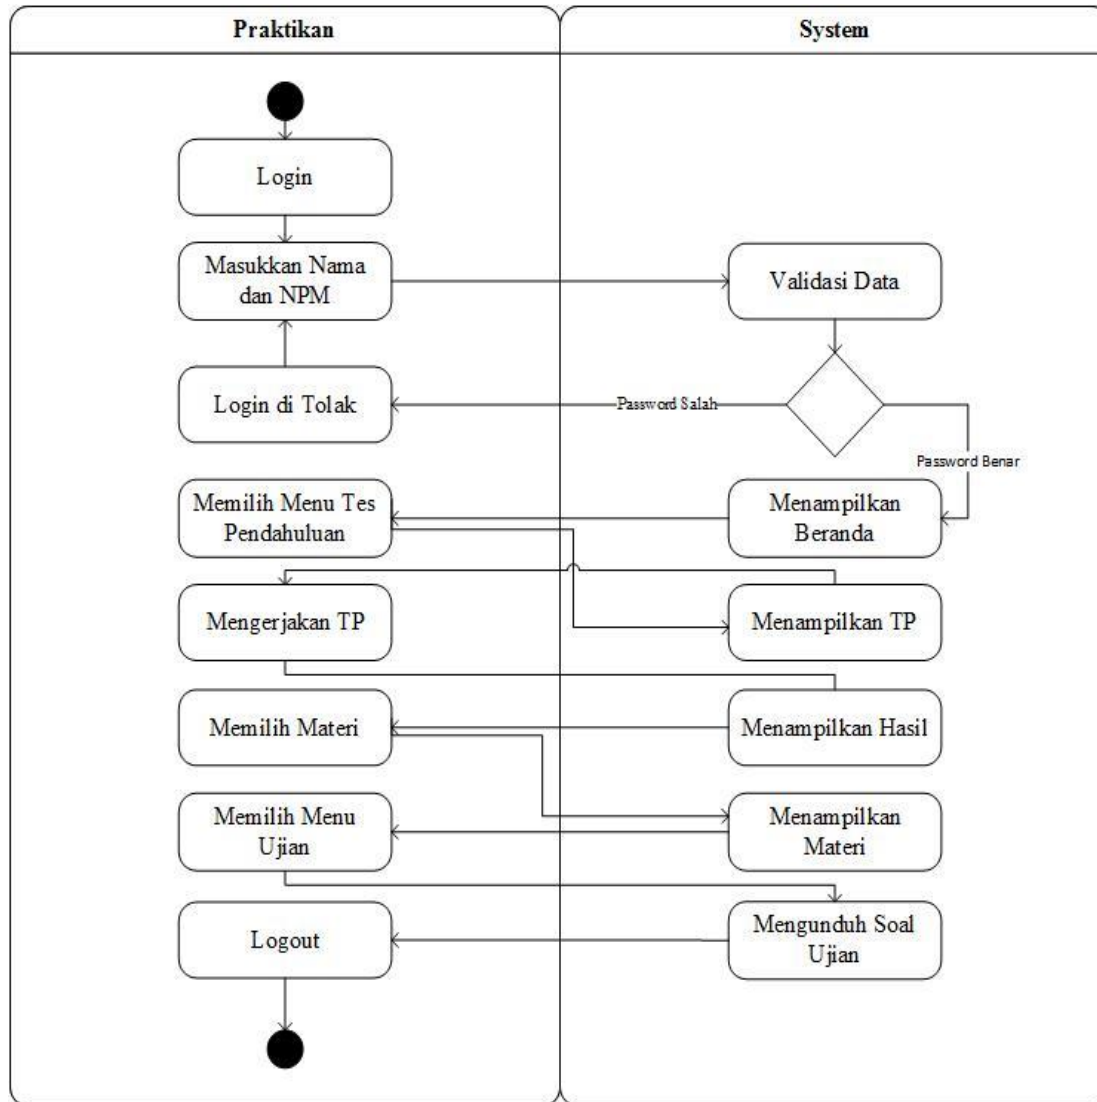 Praktikan
System
Login
Masukkan Nama
dan NPM
Validasi Data
Login di Tolak
Password Salah
Password Benar
Memilih Menu Tes
Pendahuluan
Menampilkan
Beranda
Mengerjakan TP
Menampilkan TP
Memilih Materi
Menampilkan Hasil
Memilih Menu
Ujian
Menampilkan
Materi
Logout
Mengunduh Soal
Ujian